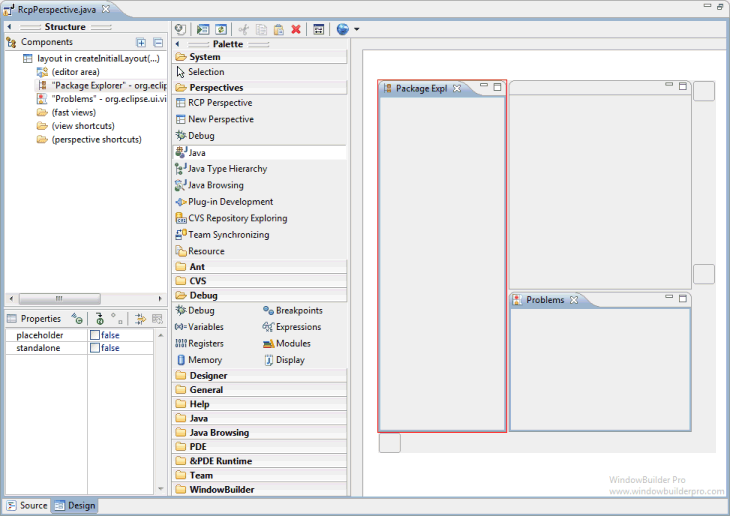 RcpPerspective.java
Structure
Components
layout in createInitialLayout(...)
(editor area)
"Package Explorer" - org.eclip
"Problems" - org.eclipse.ui.vi
(fast views)
(view shortcuts)
(perspective shortcuts)
Properties
placeholder false
standalone false
Palette
System
Selection
Perspectives
RCP Perspective
New Perspective
Debug
Java
Java Type Hierarchy
Java Browsing
Plug-in Development
CVS Repository Exploring
Team Synchronizing
Resource
Ant
CVS
Debug
Debug Breakpoints
Variables Expressions
Registers Modules
Memory Display
Designer
General
Help
Java
Java Browsing
PDE
&PDE Runtime
Team
WindowBuilder
Package Expl
Problems
WindowBuilder Pro
www.windowbuilderpro.com
Source Design